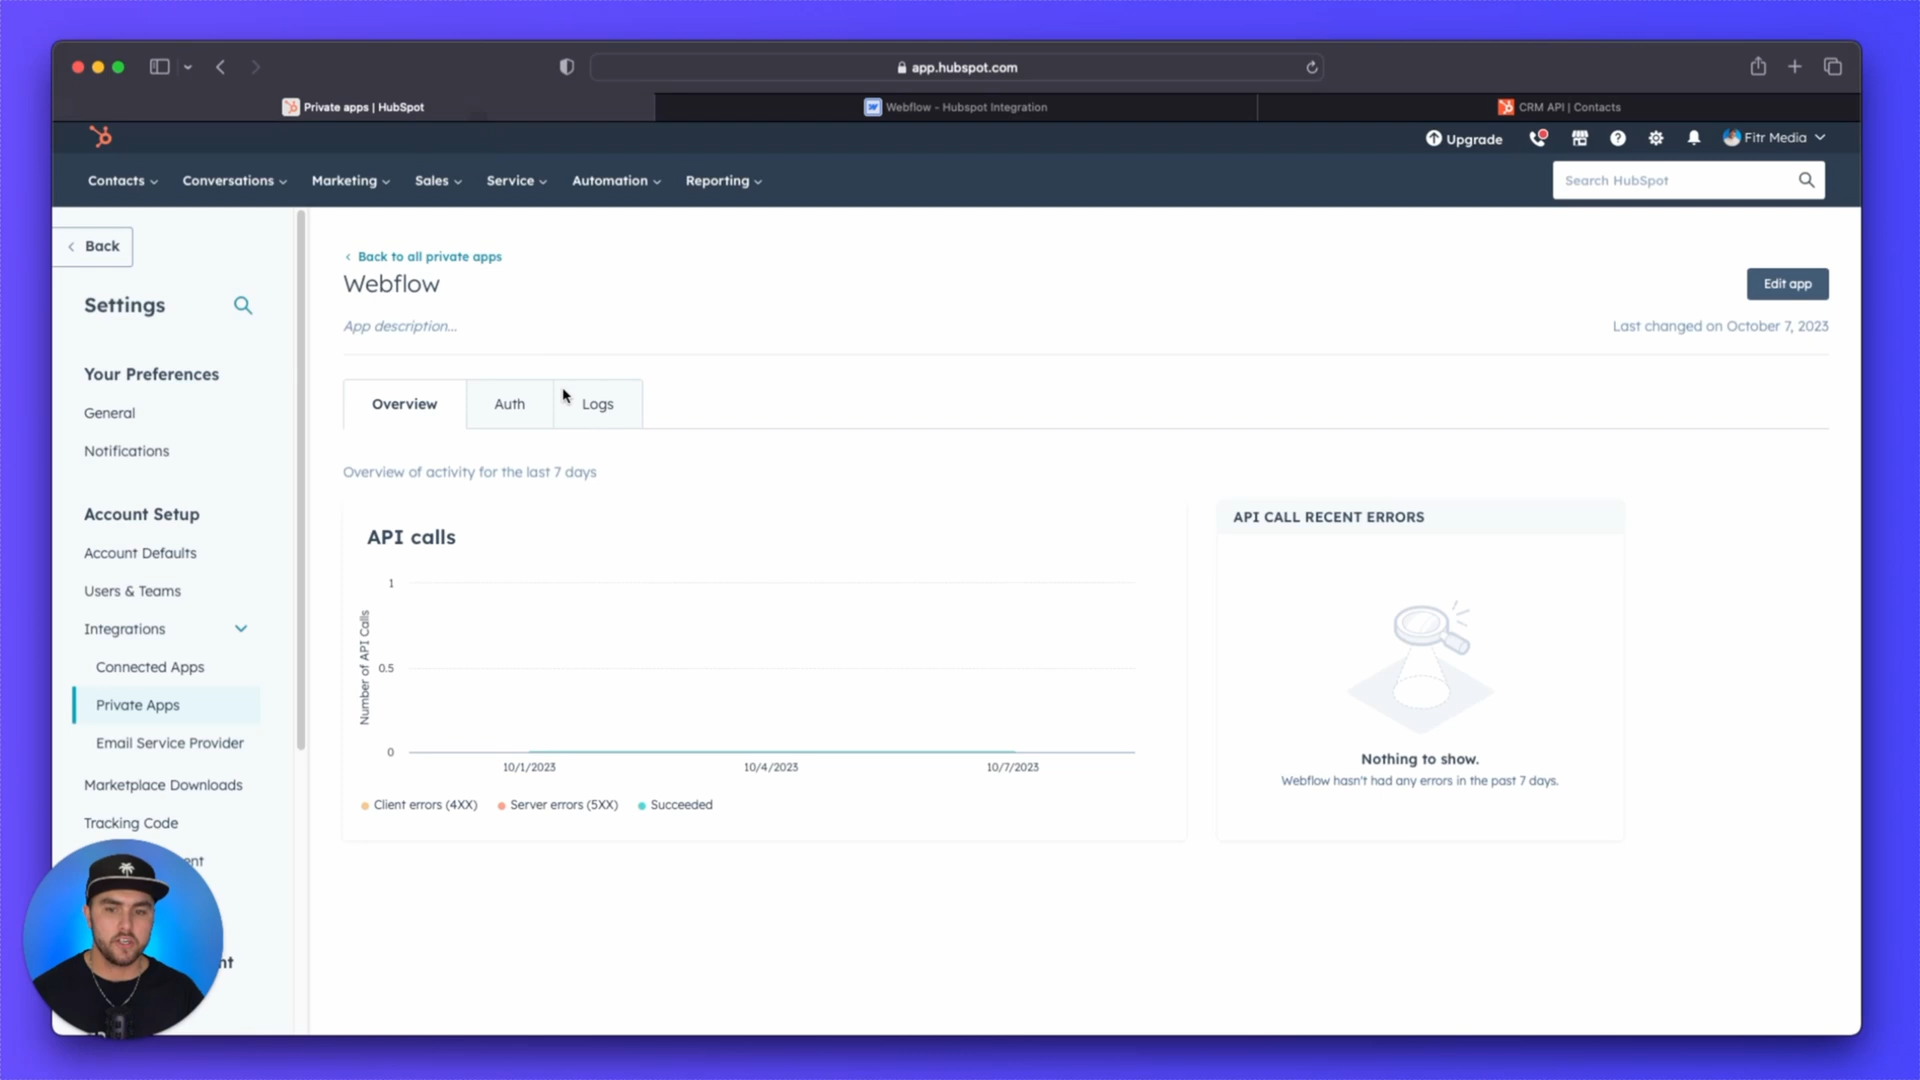 app.hubspot.com
Private apps | HubSpot
Webflow - Hubspot Integration
CRM API | Contacts
Upgrade
Fitr Media
Contacts
Conversations
Marketing
Sales
Service
Automation
Reporting
Search HubSpot
Back
Settings
Your Preferences
General
Notifications
Account Setup
Account Defaults
Users & Teams
Integrations
Connected Apps
Private Apps
Email Service Provider
Marketplace Downloads
Tracking Code
Back to all private apps
Webflow
Edit app
App description...
Last changed on October 7, 2023
Overview
Auth
Logs
Overview of activity for the last 7 days
API calls
Number of API Calls
1
0.5
0
10/1/2023
10/4/2023
10/7/2023
Client errors (4XX)
Server errors (5XX)
Succeeded
API CALL RECENT ERRORS
Nothing to show.
Webflow hasn't had any errors in the past 7 days.